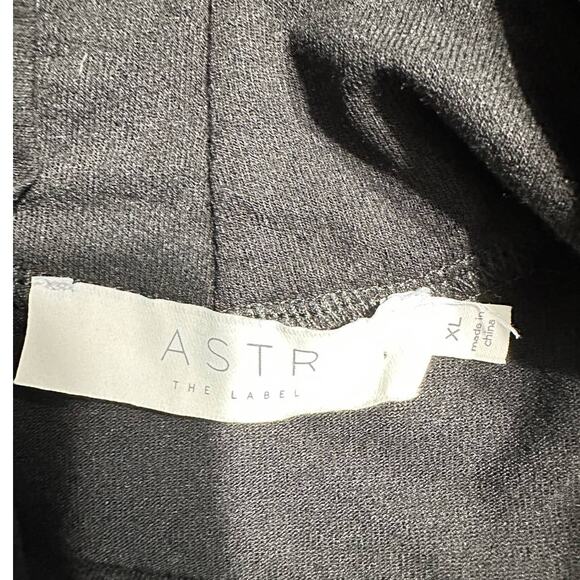 ASTR
THE LABEL
XL
made in
china